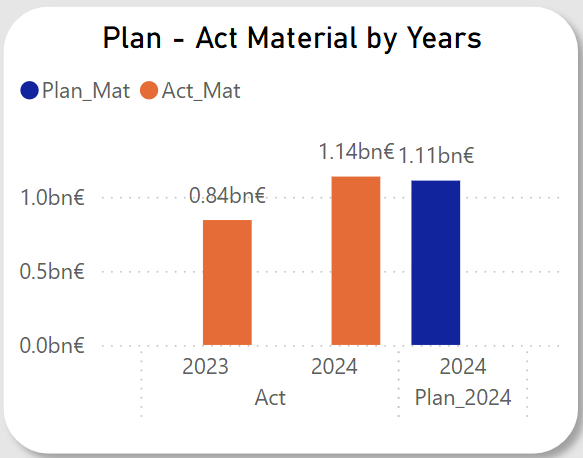 Plan - Act Material by Years
Plan_Mat Act_Mat
1.14bn€ 1.11bn€
1.0bn€ 0.84bn€
0.5bn€
0.0bn€
2023 2024 2024
Act Plan_2024